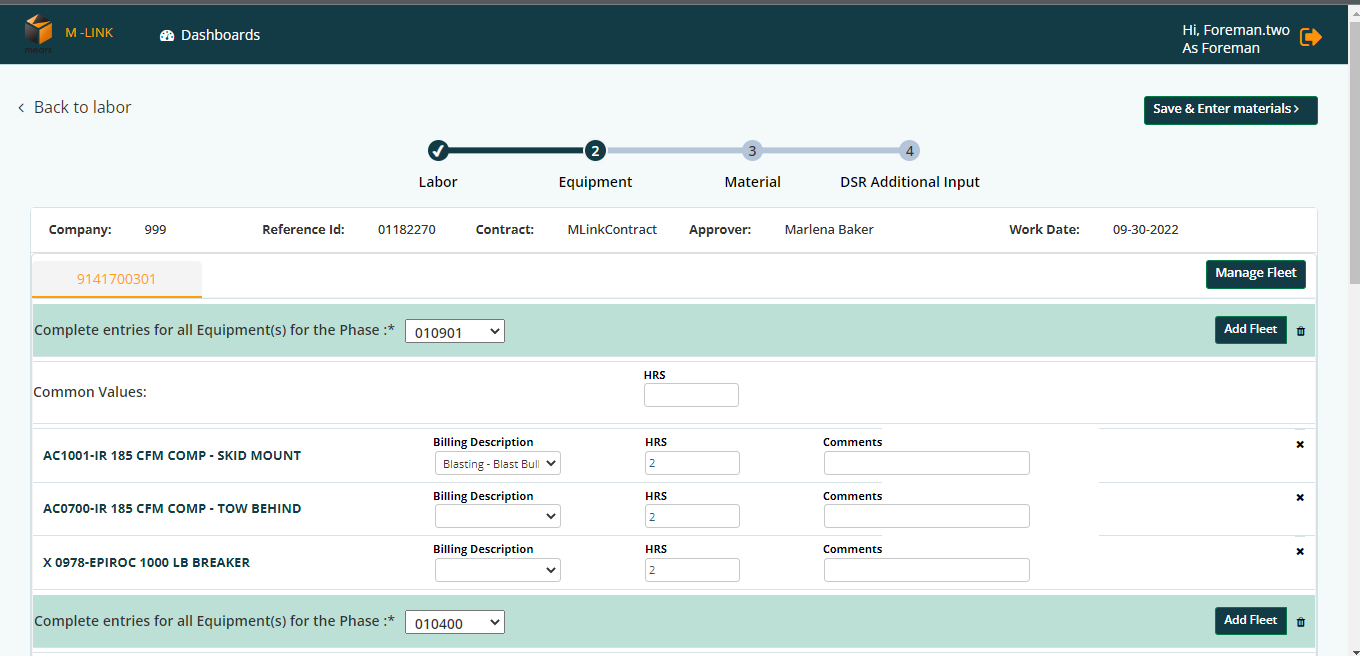 M -LINK
mears
Dashboards
Hi, Foreman.two
As Foreman
Back to labor
Save & Enter materials
2
3
4
Labor
Equipment
Material
DSR Additional Input
Company: 999 Reference Id: 01182270 Contract: MLinkContract Approver: Marlena Baker Work Date: 09-30-2022
9141700301
Manage Fleet
Complete entries for all Equipment(s) for the Phase :* 010901
Add Fleet
HRS
Common Values:
Billing Description HRS Comments
AC1001-IR 185 CFM COMP - SKID MOUNT
Blasting - Blast Bull 2
Billing Description HRS Comments
AC0700-IR 185 CFM COMP - TOW BEHIND
2
Billing Description HRS Comments
X 0978-EPIROC 1000 LB BREAKER
2
Complete entries for all Equipment(s) for the Phase :* 010400
Add Fleet